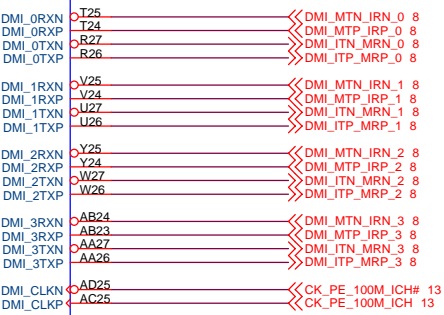 DMI_0RXN T25 DMI_MTN_IRN_0 8
DMI_0RXP T24 DMI_MTP_IRP_0 8
DMI_0TXN R27 DMI_ITN_MRN_0 8
DMI_0TXP R26 DMI_ITP_MRP_0 8
DMI_1RXN V25 DMI_MTN_IRN_1 8
DMI_1RXP V24 DMI_MTP_IRP_1 8
DMI_1TXN U27 DMI_ITN_MRN_1 8
DMI_1TXP U26 DMI_ITP_MRP_1 8
DMI_2RXN Y25 DMI_MTN_IRN_2 8
DMI_2RXP Y24 DMI_MTP_IRP_2 8
DMI_2TXN W27 DMI_ITN_MRN_2 8
DMI_2TXP W26 DMI_ITP_MRP_2 8
DMI_3RXN AB24 DMI_MTN_IRN_3 8
DMI_3RXP AB23 DMI_MTP_IRP_3 8
DMI_3TXN AA27 DMI_ITN_MRN_3 8
DMI_3TXP AA26 DMI_ITP_MRP_3 8
DMI_CLKN AD25 CK_PE_100M_ICH# 13
DMI_CLKP AC25 CK_PE_100M_ICH 13